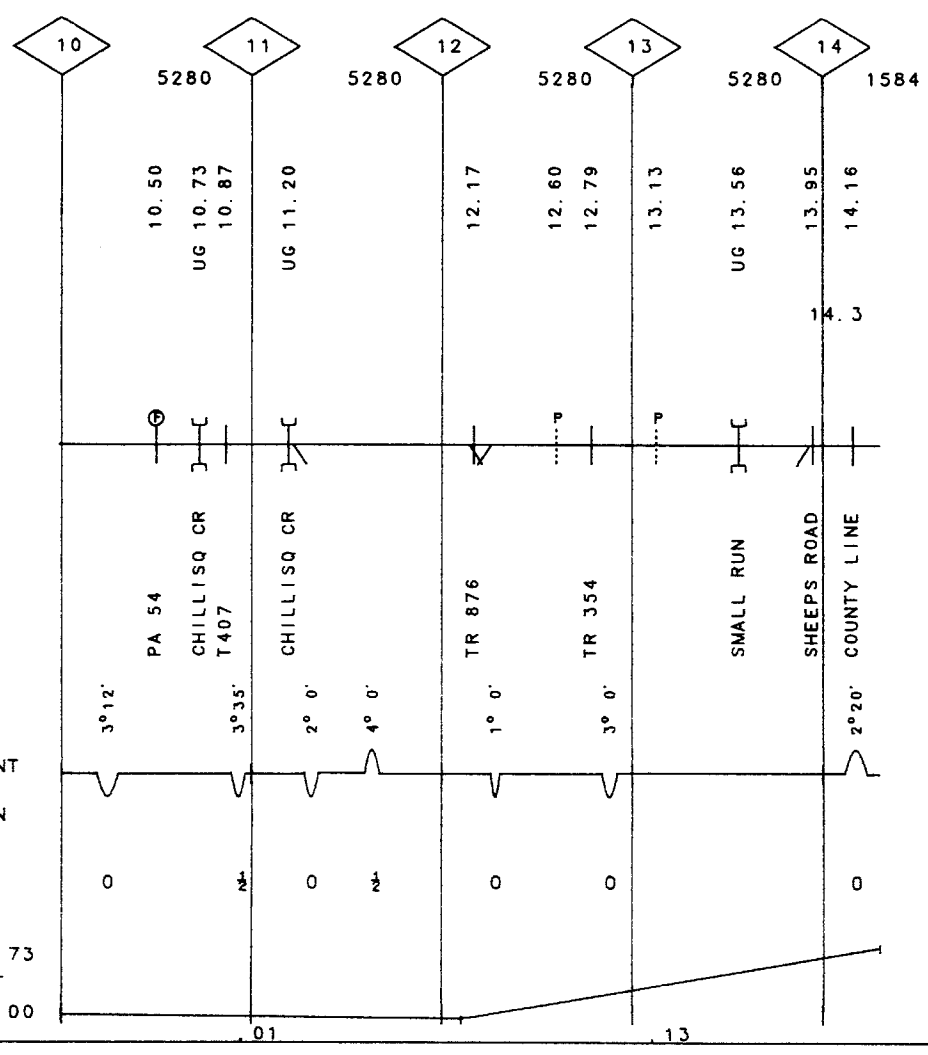 10 11 12 13 14
5280 5280 5280 5280 1584
10.50 UG 10.73 10.87 UG 11.20 12.17 12.60 12.79 13.13 UG 13.56 13.95 14.16
14.3
F P P
PA 54 CHILLISQ CR T407 CHILLISQ CR TR 876 TR 354 SMALL RUN SHEEPS ROAD COUNTY LINE
3°12' 3°35' 2° 0' 4° 0' 1° 0' 3° 0' 2°20'
NT
N
0 ½ 0 ½ 0 0 0
73
00
.01 .13